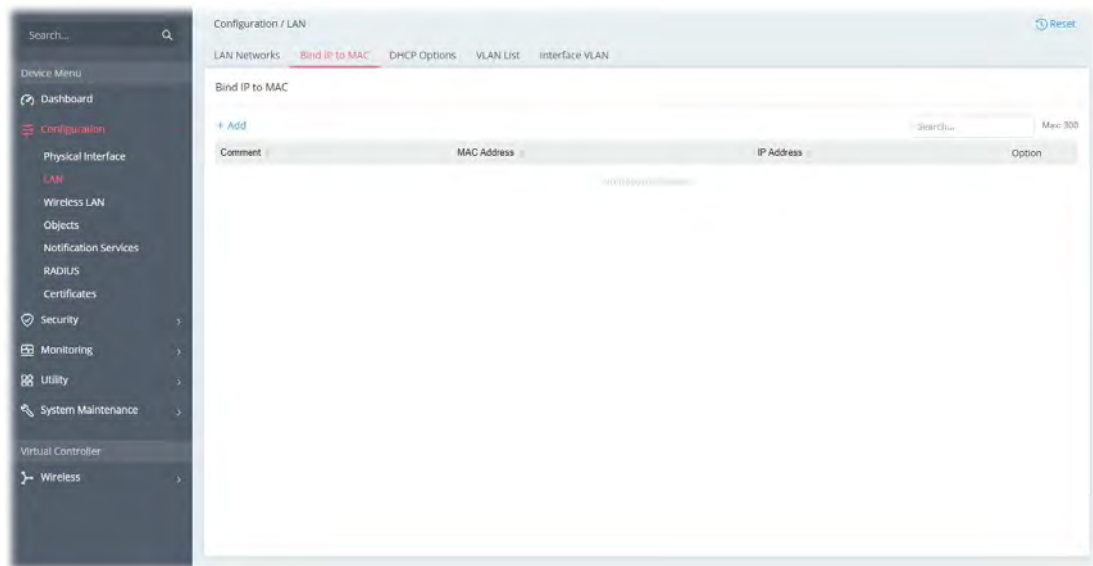 Search...
Device Menu
Dashboard
Configuration
Physical Interface
LAN
Wireless LAN
Objects
Notification Services
RADIUS
Certificates
Security
Monitoring
Utility
System Maintenance
Virtual Controller
Wireless
Configuration / LAN
Reset
LAN Networks Bind IP to MAC DHCP Options VLAN List Interface VLAN
Bind IP to MAC
+ Add
Search... Max: 300
Comment MAC Address IP Address Option